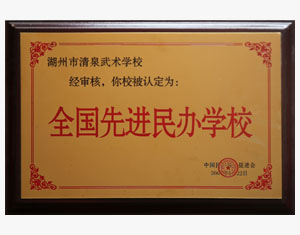 湖州市清泉武术学校
经审核，你校被认定为：
全国先进民办学校